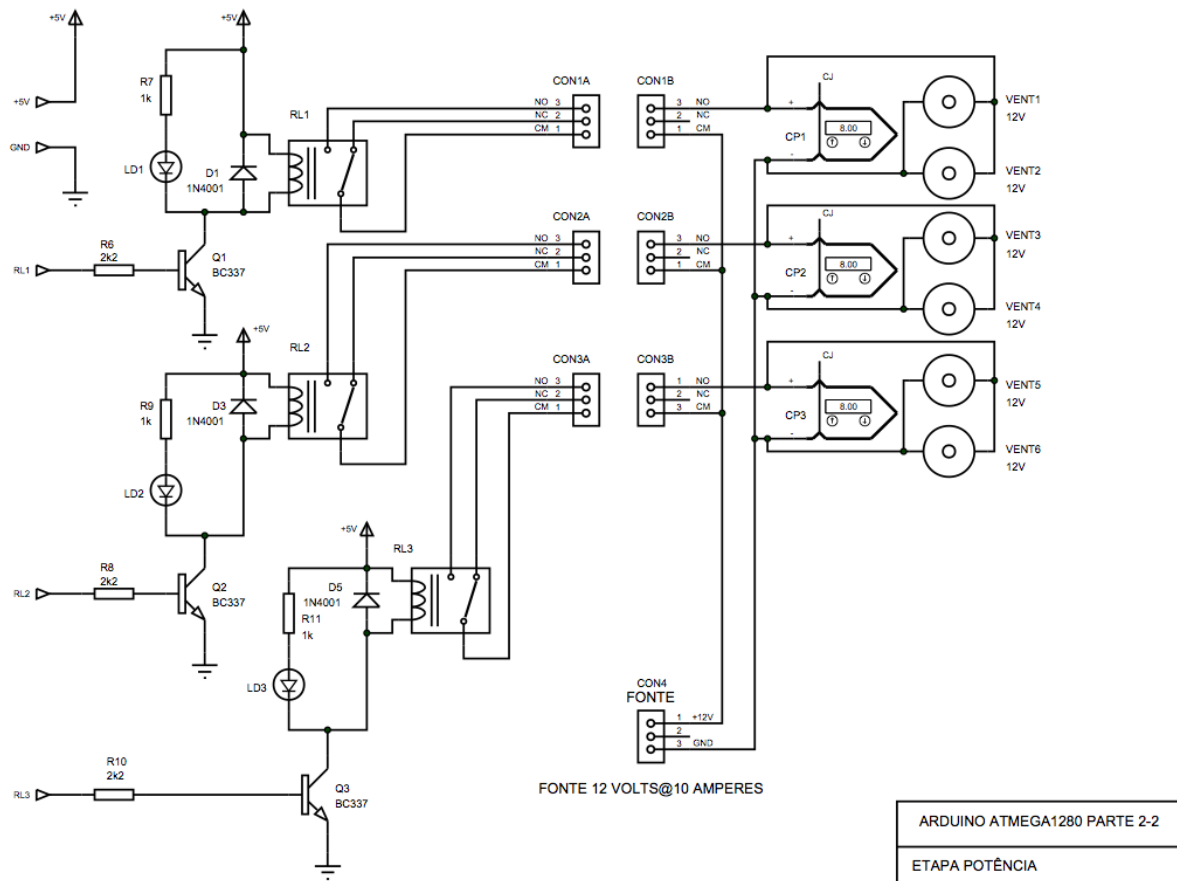 +5V
+5V
+5V
GND
R7
1k
LD1
D1
1N4001
RL1
R6
2k2
RL1
Q1
BC337
CON1A
NO 3
NC 2
CM 1
CON1B
3 NO
2 NC
1 CM
CJ
+
8.00
CP1
-
VENT1
12V
VENT2
12V
+5V
RL2
R9
1k
D3
1N4001
LD2
R8
2k2
RL2
Q2
BC337
CON2A
NO 3
NC 2
CM 1
CON2B
3 NO
2 NC
1 CM
CJ
+
8.00
CP2
-
VENT3
12V
VENT4
12V
CON3A
NO 3
NC 2
CM 1
CON3B
1 NO
2 NC
3 CM
CJ
+
8.00
CP3
-
VENT5
12V
VENT6
12V
+5V
RL3
D5
1N4001
R11
1k
LD3
R10
2k2
RL3
Q3
BC337
CON4
FONTE
1 +12V
2
3 GND
FONTE 12 VOLTS@10 AMPERES
ARDUINO ATMEGA1280 PARTE 2-2
ETAPA POTÊNCIA